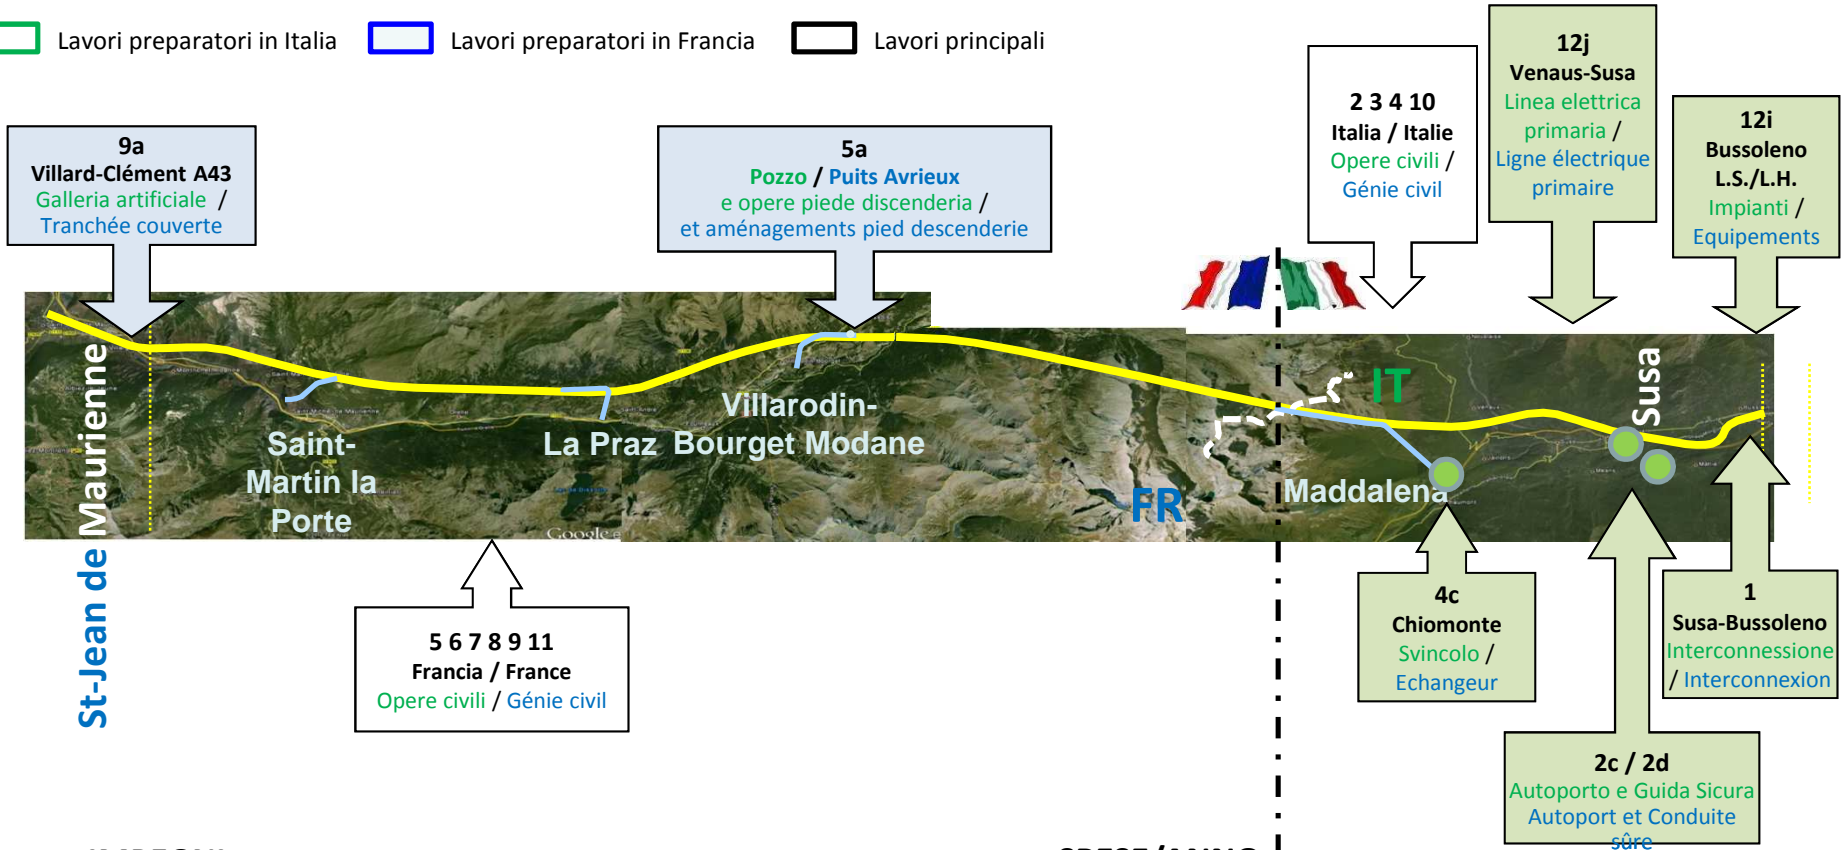 Lavori preparatori in Italia
Lavori preparatori in Francia
Lavori principali
9a
Villard-Clément A43
Galleria artificiale /
Tranchée couverte
5a
Pozzo / Puits Avrieux
e opere piede discenderia /
et aménagements pied descenderie
2 3 4 10
Italia / Italie
Opere civili /
Génie civil
12j
Venaus-Susa
Linea elettrica
primaria /
Ligne électrique
primaire
12i
Bussoleno
L.S./L.H.
Impianti /
Equipements
St-Jean de Maurienne
Saint-
Martin la
Porte
La Praz
Villarodin-
Bourget Modane
FR
IT
Maddalena
Susa
Google
5 6 7 8 9 11
Francia / France
Opere civili / Génie civil
4c
Chiomonte
Svincolo /
Echangeur
1
Susa-Bussoleno
Interconnessione
/ Interconnexion
2c / 2d
Autoporto e Guida Sicura
Autoport et Conduite
sûre